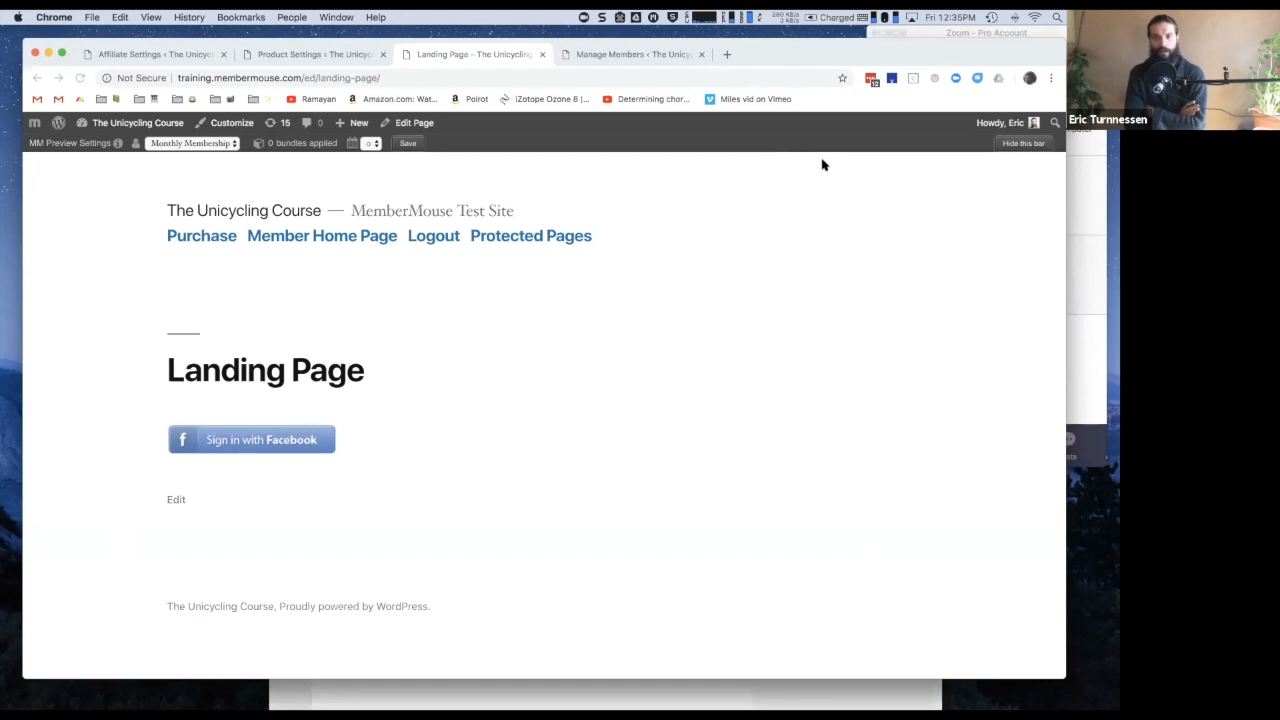 Chrome File Edit View History Bookmarks People Window Help
Charged Fri 12:35PM
Zoom - Pro Account
Affiliate Settings ‹ The Unicyc
Product Settings ‹ The Unicyc
Landing Page – The Unicycling
Manage Members ‹ The Unicy
Not Secure training.membermouse.com/ed/landing-page/
12
Ramayan
Amazon.com: Wat...
Poirot
iZotope Ozone 8 |...
Determining chor...
Miles vid on Vimeo
Eric Turnnessen
The Unicycling Course Customize 15 0 New Edit Page
Howdy, Eric
MM Preview Settings Monthly Membership 0 bundles applied 0 Save
Hide this bar
The Unicycling Course — MemberMouse Test Site
Purchase Member Home Page Logout Protected Pages
Landing Page
f Sign in with Facebook
Edit
The Unicycling Course, Proudly powered by WordPress.